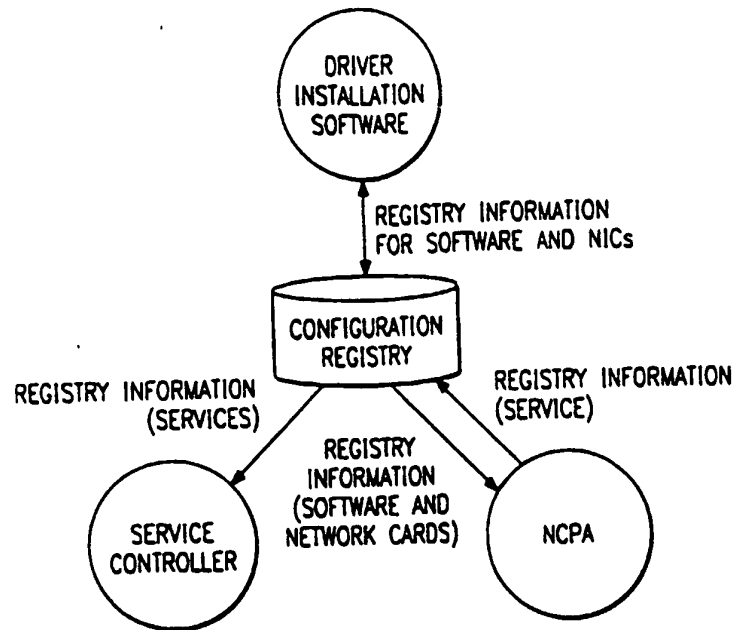 DRIVER
INSTALLATION
SOFTWARE
REGISTRY INFORMATION
FOR SOFTWARE AND NICs
CONFIGURATION
REGISTRY
REGISTRY INFORMATION
(SERVICES)
REGISTRY INFORMATION
(SERVICE)
REGISTRY
INFORMATION
(SOFTWARE AND
NETWORK CARDS)
SERVICE
CONTROLLER
NCPA